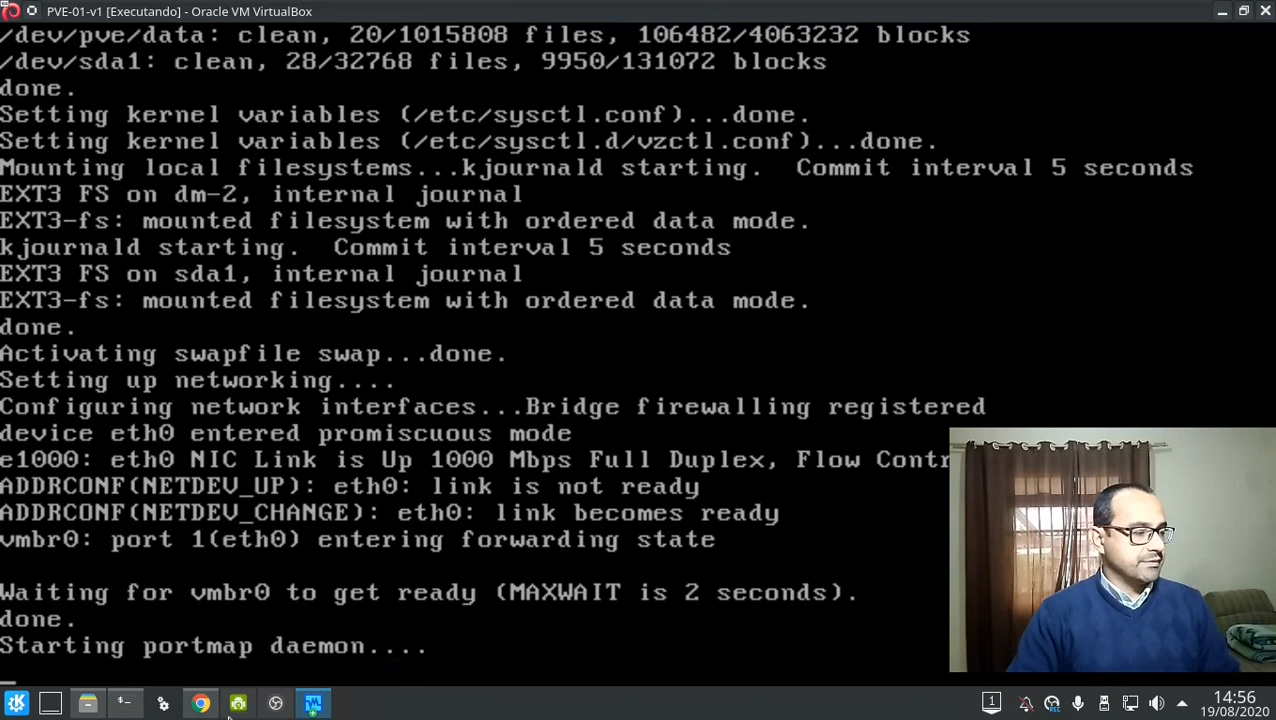 PVE-01-v1 [Executando] - Oracle VM VirtualBox
/dev/pve/data: clean, 20/1015808 files, 106482/4063232 blocks
/dev/sda1: clean, 28/32768 files, 9950/131072 blocks
done.
Setting kernel variables (/etc/sysctl.conf)...done.
Setting kernel variables (/etc/sysctl.d/vzctl.conf)...done.
Mounting local filesystems...kjournald starting.  Commit interval 5 seconds
EXT3 FS on dm-2, internal journal
EXT3-fs: mounted filesystem with ordered data mode.
kjournald starting.  Commit interval 5 seconds
EXT3 FS on sda1, internal journal
EXT3-fs: mounted filesystem with ordered data mode.
done.
Activating swapfile swap...done.
Setting up networking....
Configuring network interfaces...Bridge firewalling registered
device eth0 entered promiscuous mode
e1000: eth0 NIC Link is Up 1000 Mbps Full Duplex, Flow Contr
ADDRCONF(NETDEV_UP): eth0: link is not ready
ADDRCONF(NETDEV_CHANGE): eth0: link becomes ready
vmbr0: port 1(eth0) entering forwarding state
Waiting for vmbr0 to get ready (MAXWAIT is 2 seconds).
done.
Starting portmap daemon....
1
REC
14:56
19/08/2020